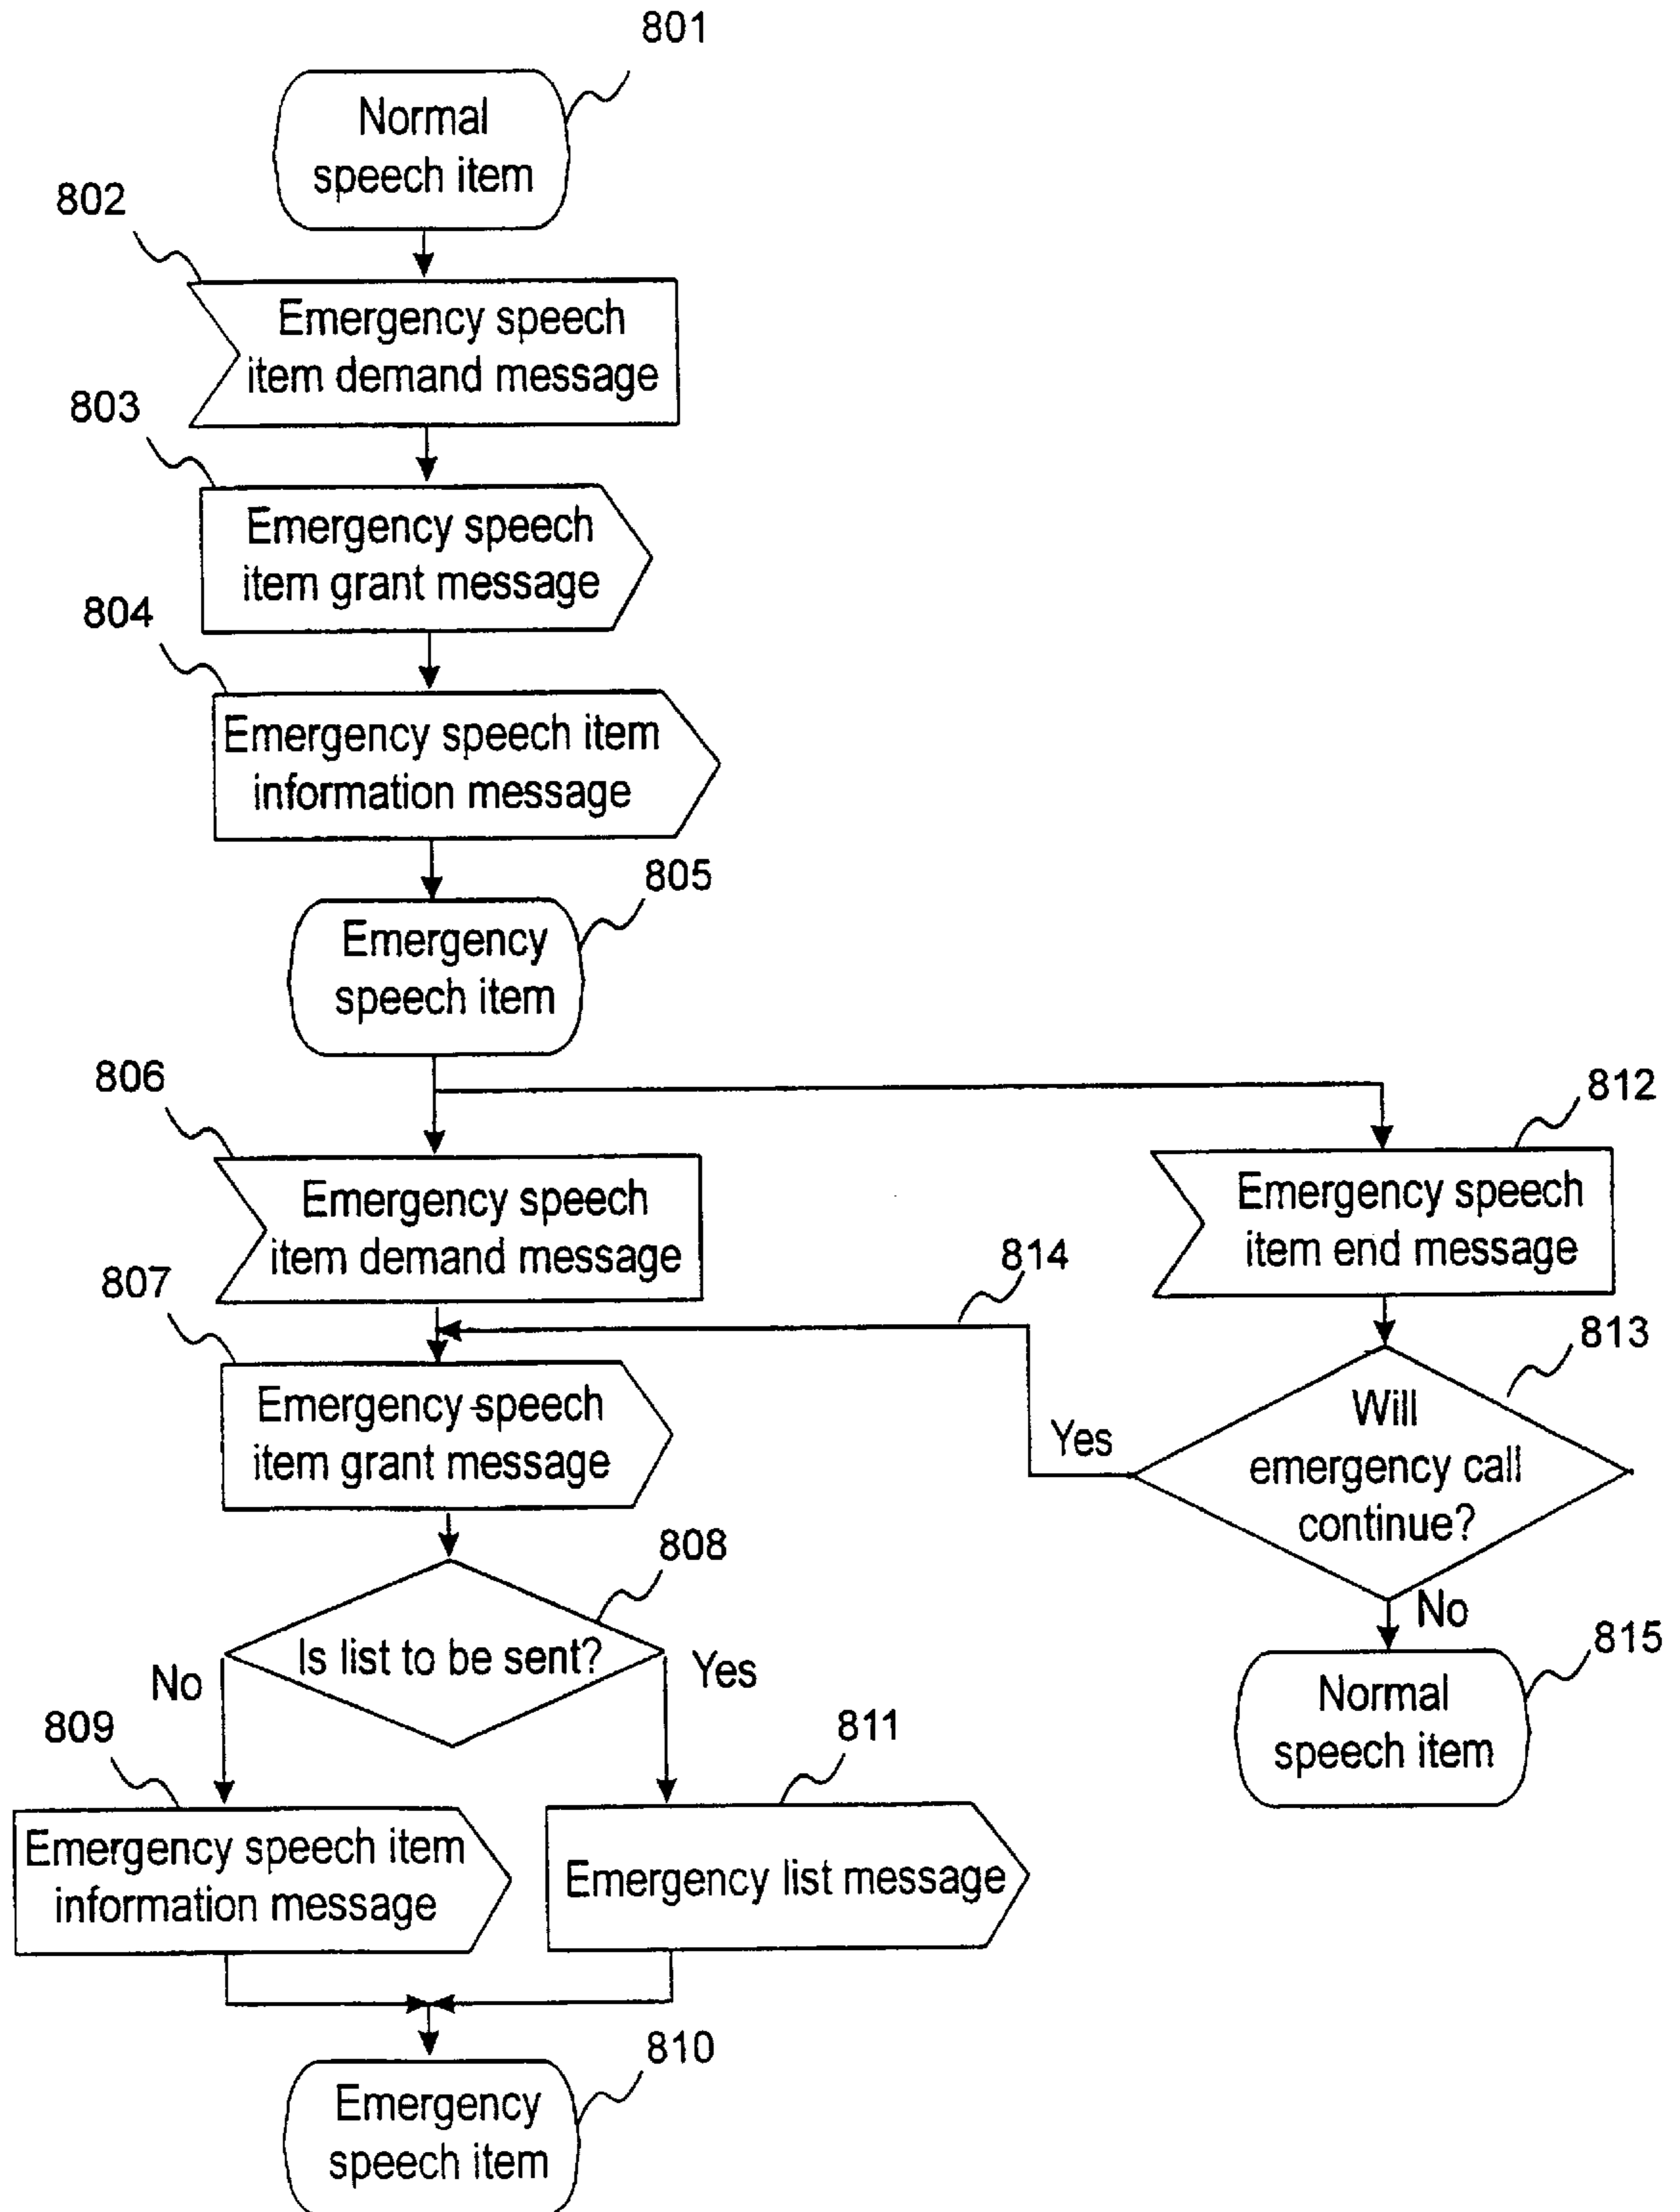 801
Normal
speech item
802
Emergency speech
item demand message
803
Emergency speech
item grant message
804
Emergency speech item
information message
805
Emergency
speech item
806
Emergency speech
item demand message
812
Emergency speech
item end message
807
Emergency speech
item grant message
814
813
Will
emergency call
continue?
Yes
No
808
Is list to be sent?
No
Yes
815
Normal
speech item
809
Emergency speech item
information message
811
Emergency list message
810
Emergency
speech item